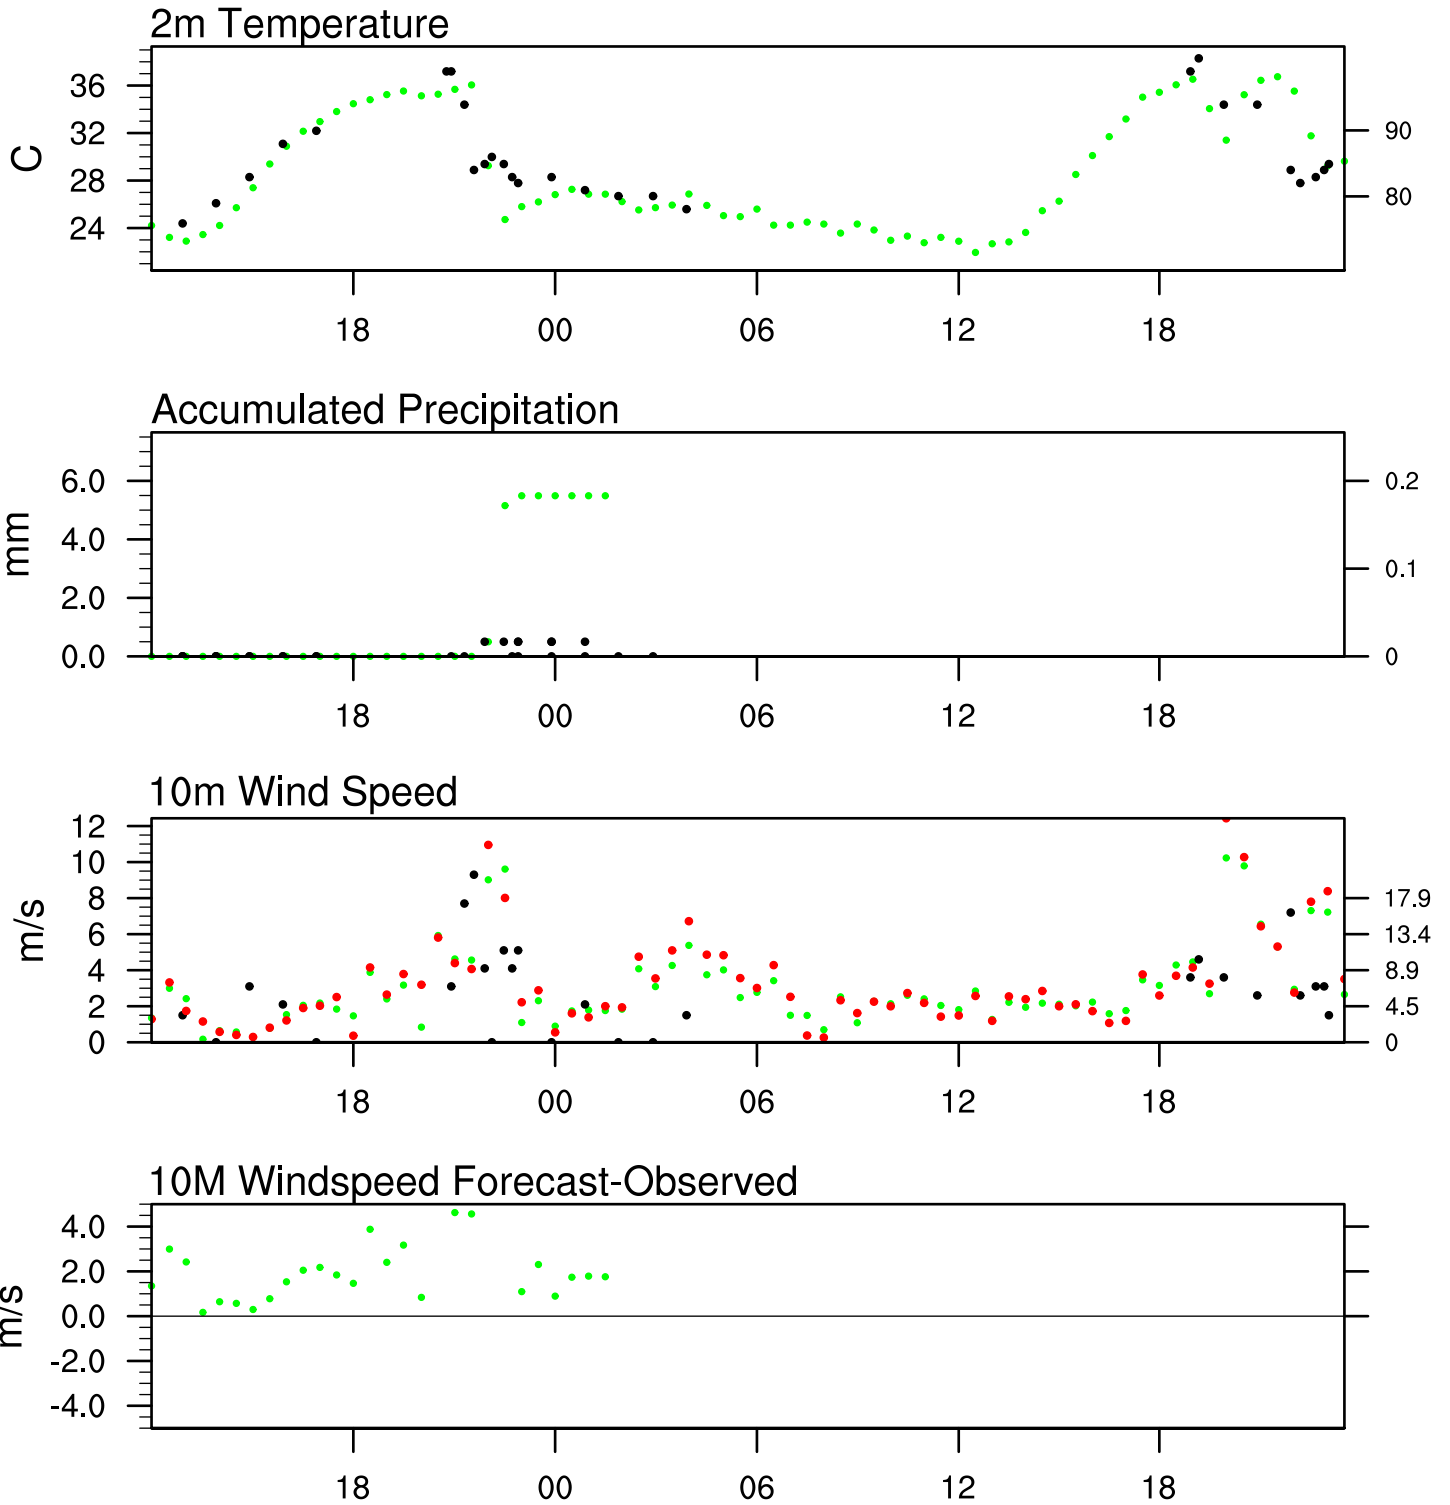 2m Temperature
C
36
32
28
24
90
80
18 00 06 12 18
Accumulated Precipitation
mm
6.0
4.0
2.0
0.0
0.2
0.1
0
18 00 06 12 18
10m Wind Speed
m/s
12
10
8
6
4
2
0
17.9
13.4
8.9
4.5
0
18 00 06 12 18
10M Windspeed Forecast-Observed
m/s
4.0
2.0
0.0
-2.0
-4.0
18 00 06 12 18